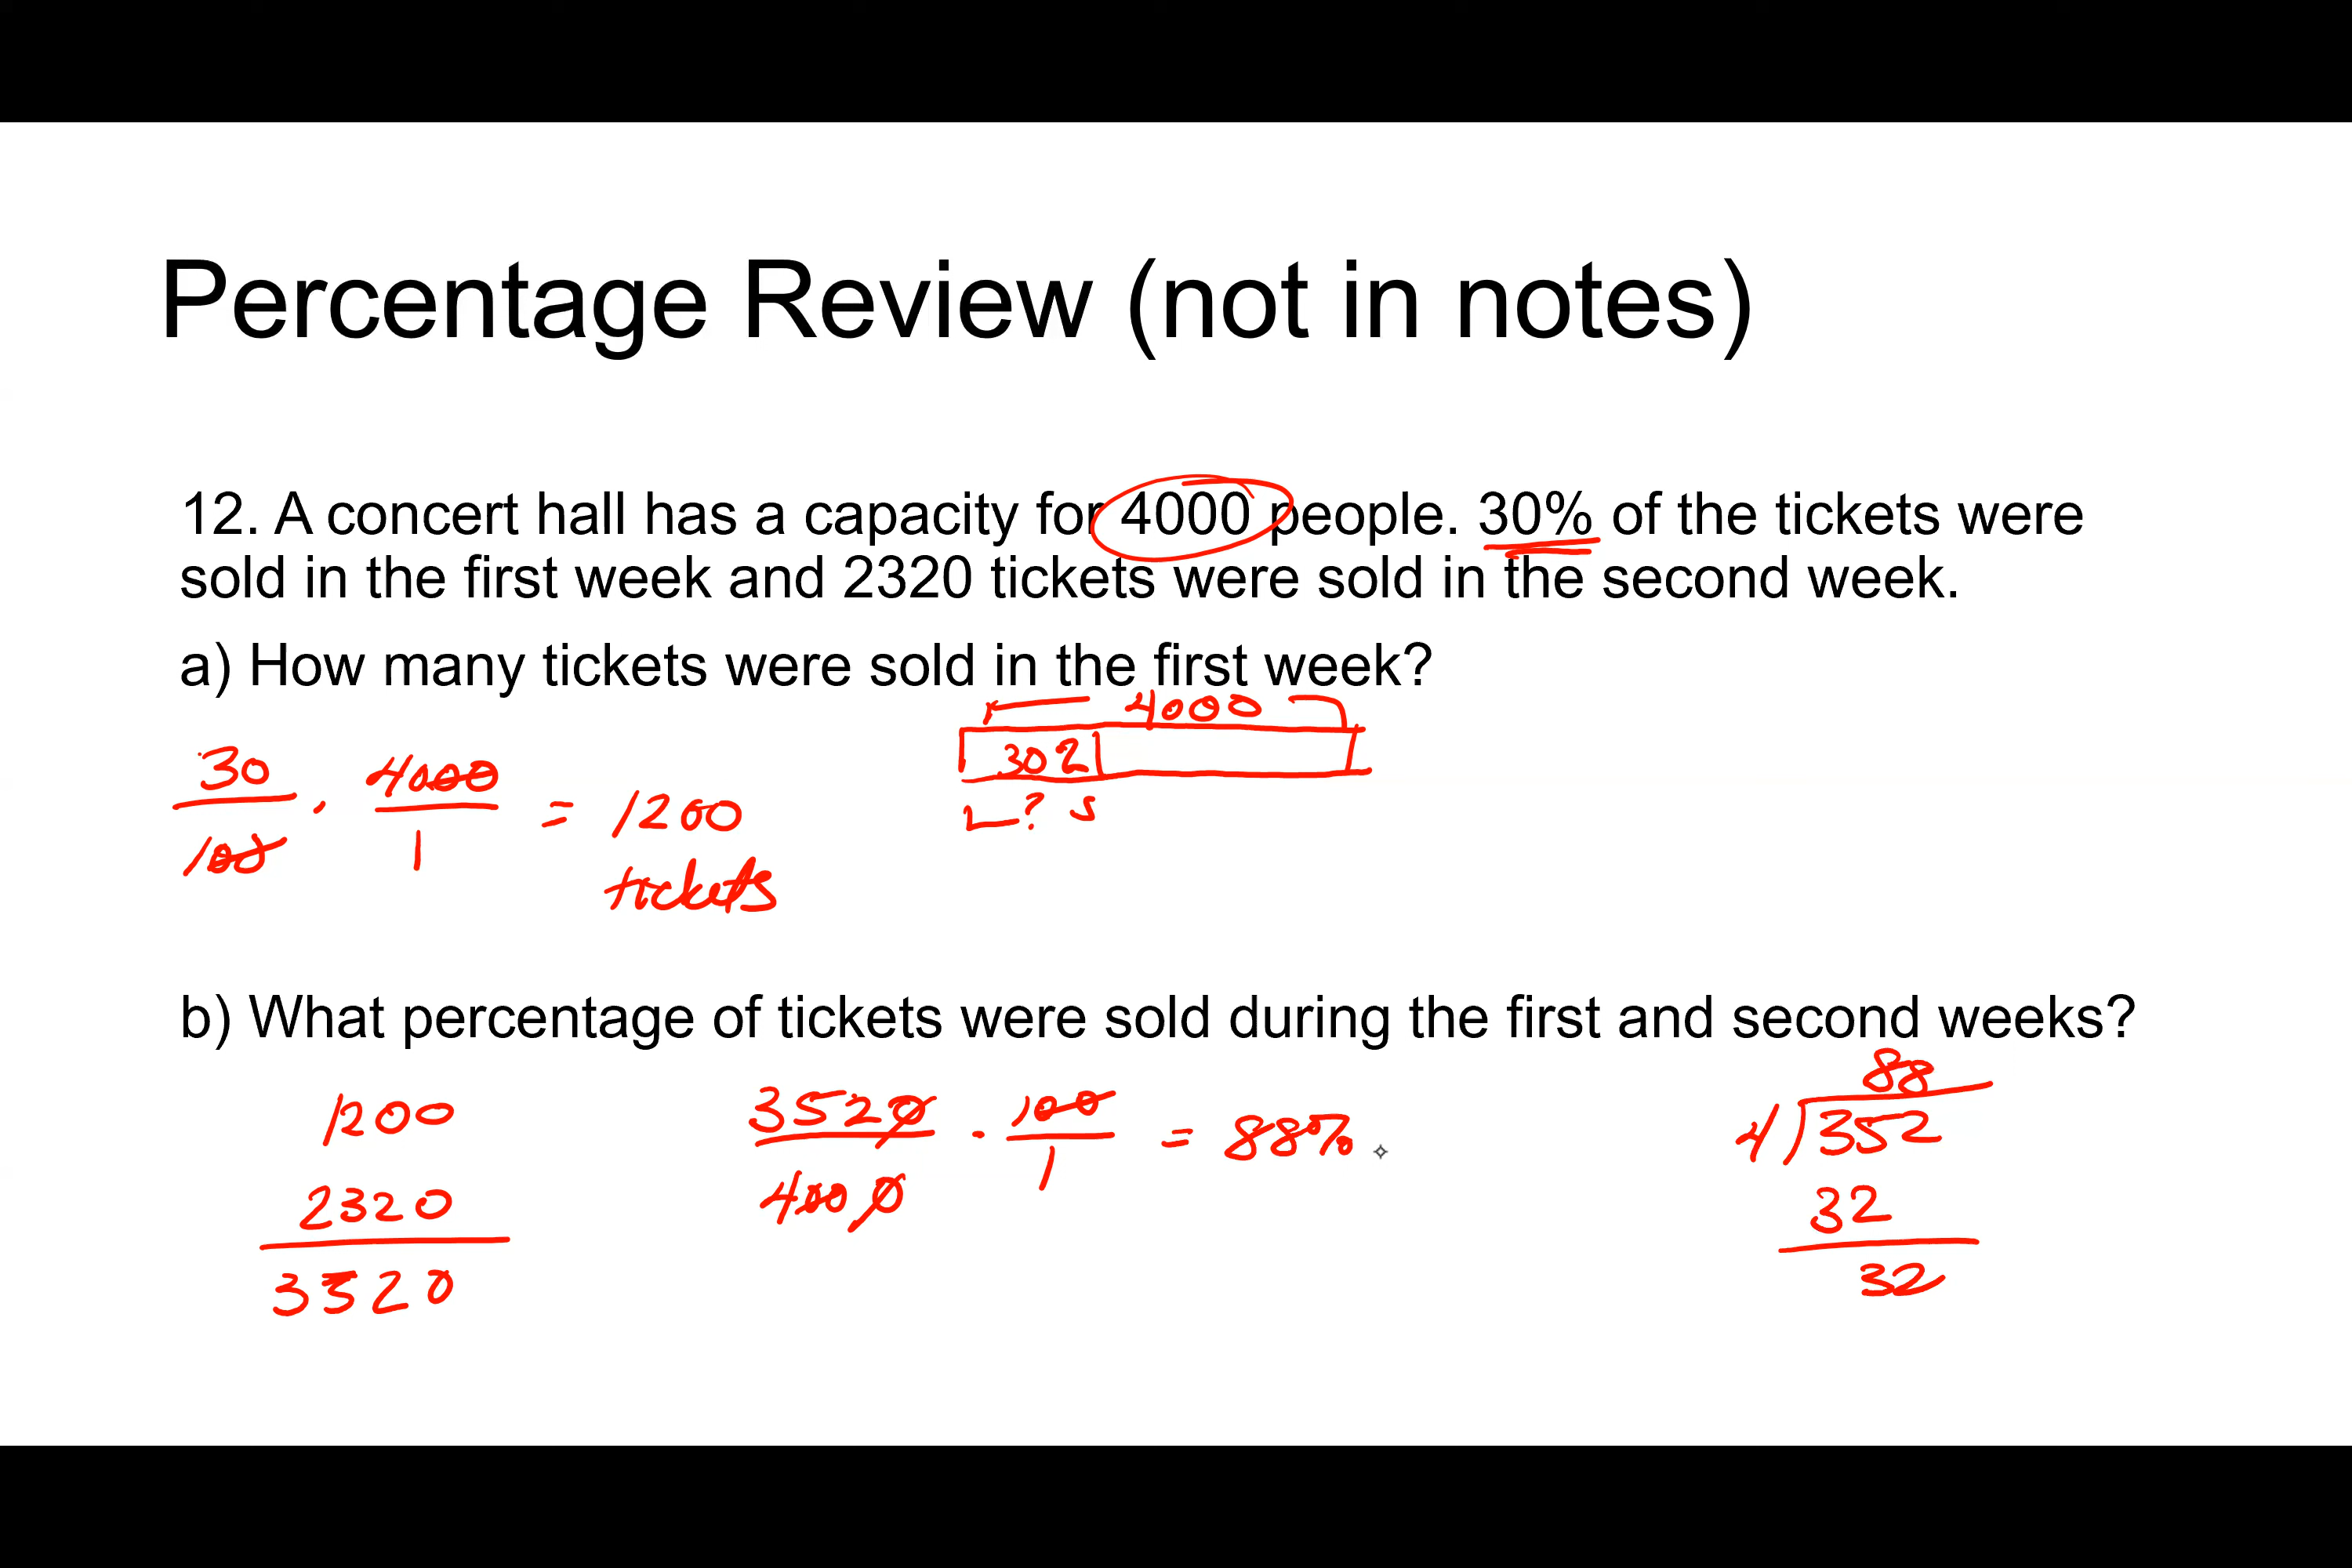 Percentage Review (not in notes)
12. A concert hall has a capacity for 4000 people. 30% of the tickets were
sold in the first week and 2320 tickets were sold in the second week.
a) How many tickets were sold in the first week?
4000
30%
?
30/100 · 4000/1 = 1200
tickets
b) What percentage of tickets were sold during the first and second weeks?
1200
2320
3520
3520/4000 · 100/1 = 88%
88
4)352
32
32